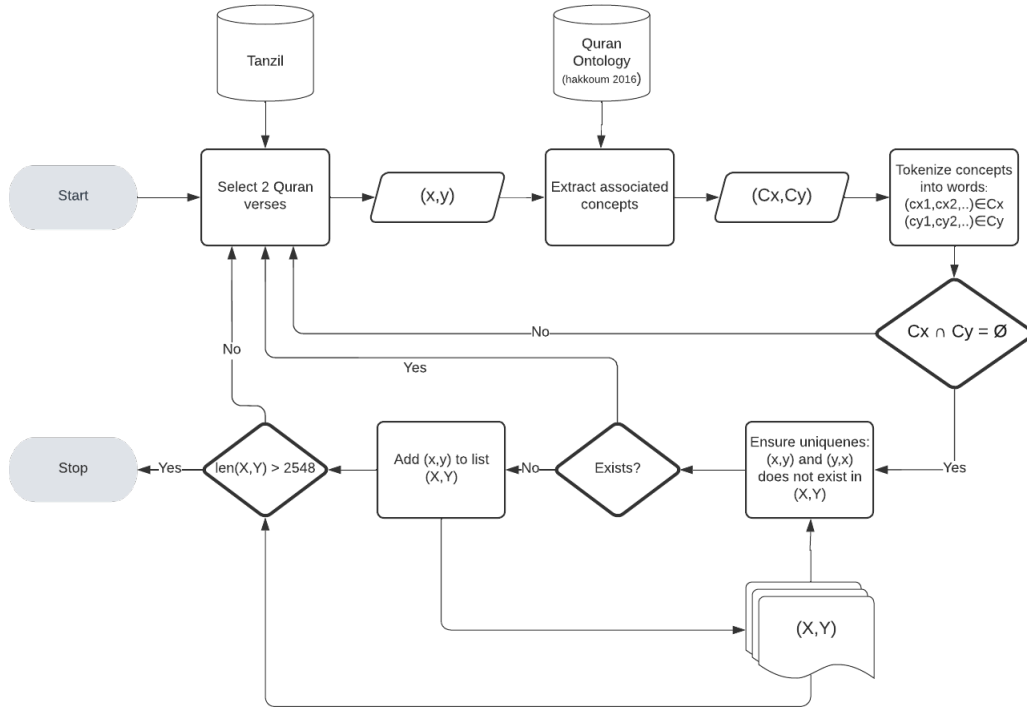 Tanzil
Quran
Ontology
(hakkoum 2016)
Start
Select 2 Quran
verses
(x,y)
Extract associated
concepts
(Cx,Cy)
Tokenize concepts
into words:
(cx1,cx2,..)∈Cx
(cy1,cy2,..)∈Cy
No
Cx ∩ Cy = Ø
No
Yes
Stop
Yes
len(X,Y) > 2548
Add (x,y) to list
(X,Y)
No
Exists?
Ensure uniquenes:
(x,y) and (y,x)
does not exist in
(X,Y)
Yes
(X,Y)